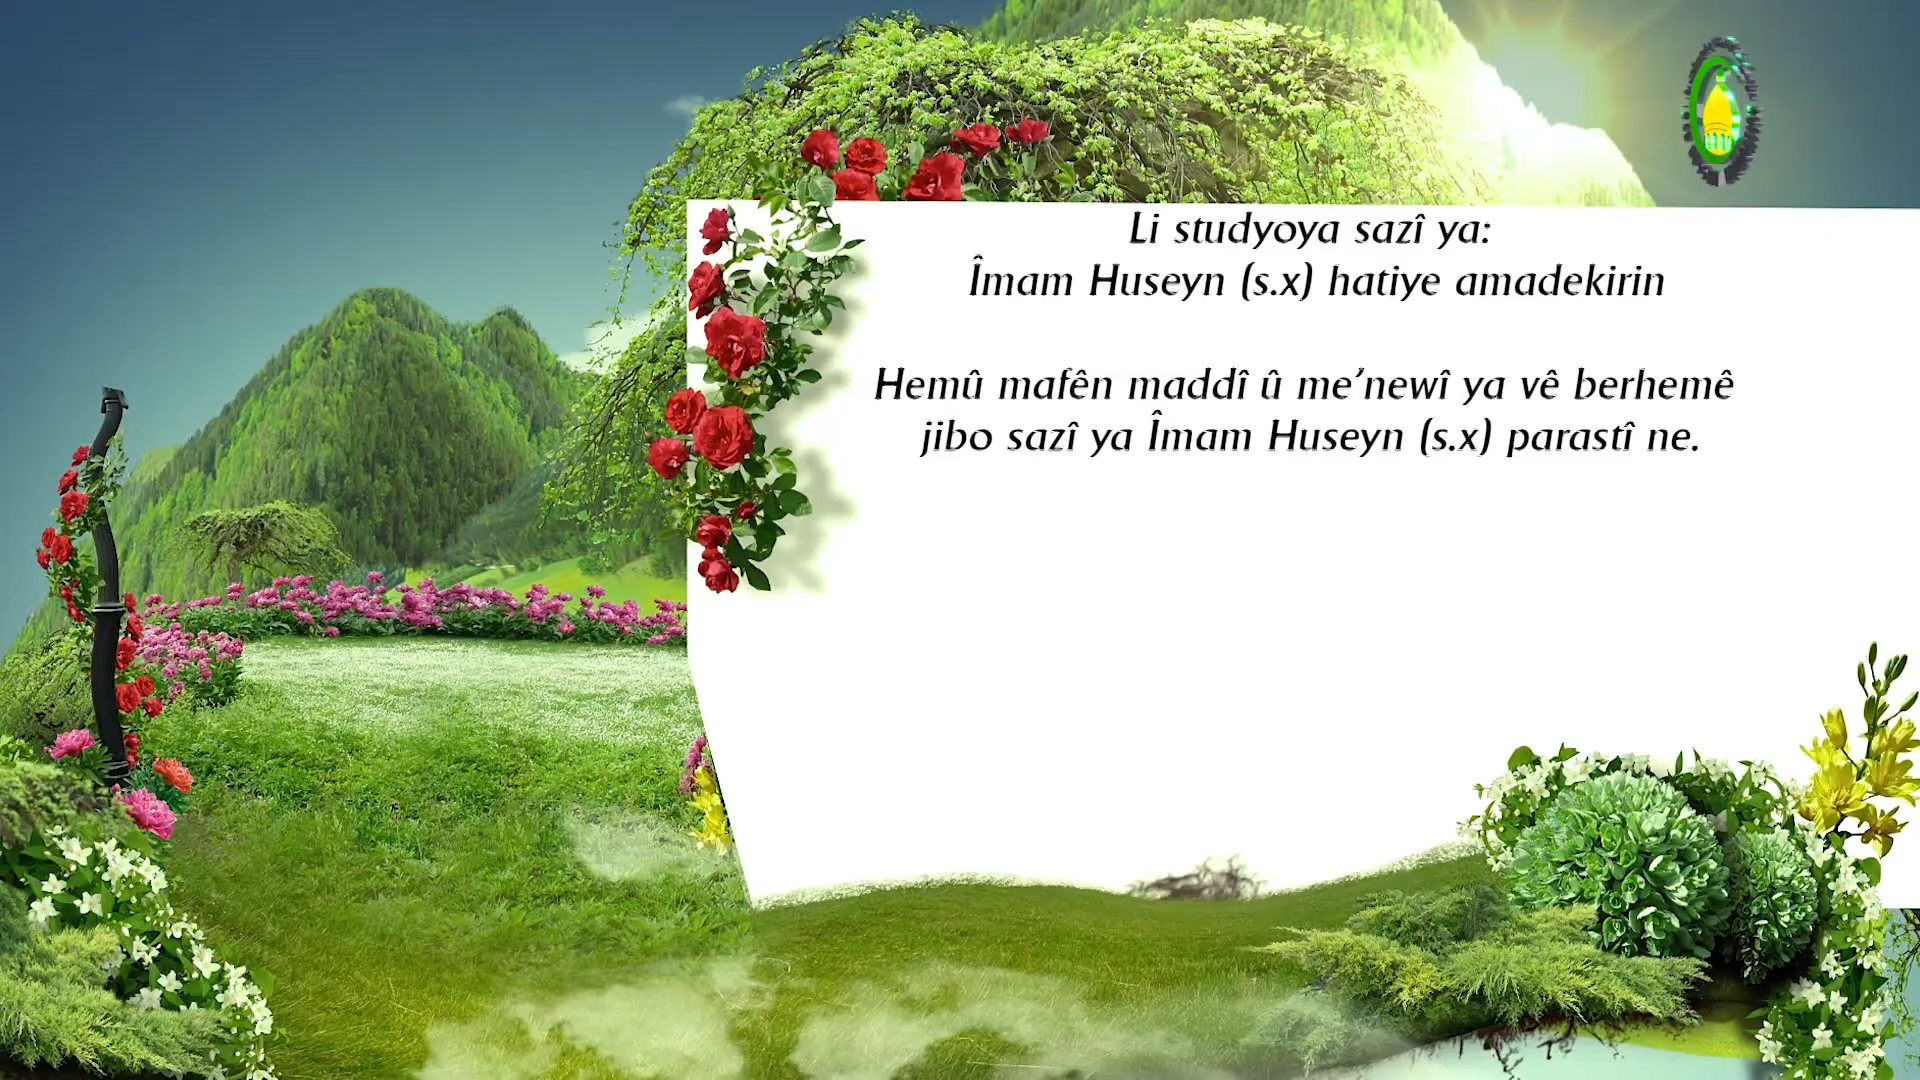 Li studyoya sazî ya:
Îmam Huseyn (s.x) hatiye amadekirin
Hemû mafên maddî û me’newî ya vê berhemê
jibo sazî ya Îmam Huseyn (s.x) parastî ne.